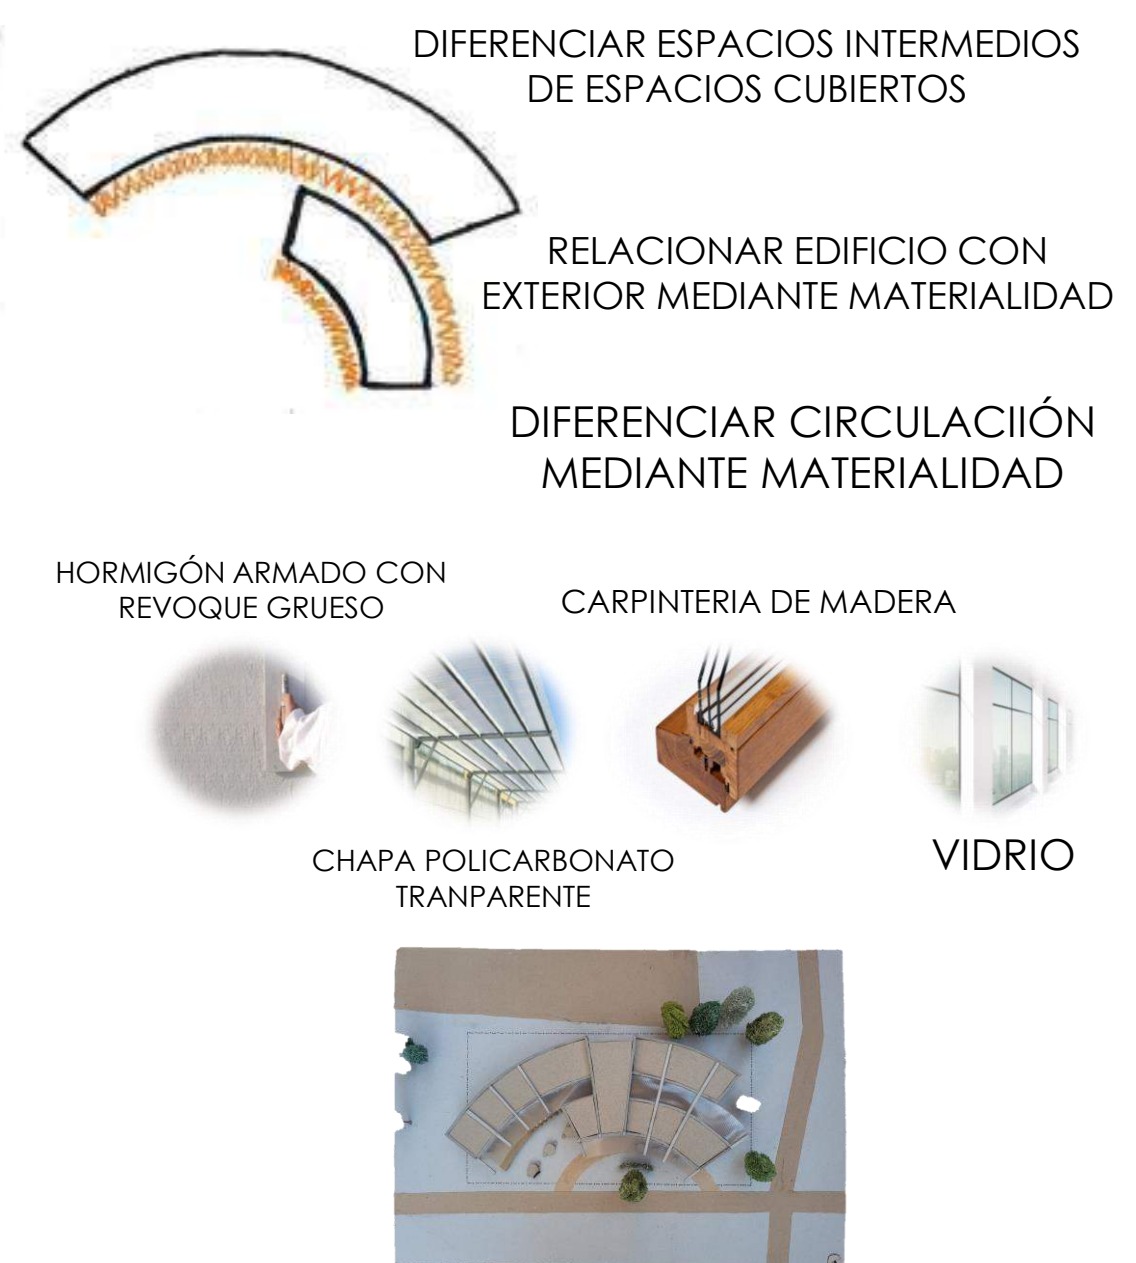 DIFERENCIAR ESPACIOS INTERMEDIOS
DE ESPACIOS CUBIERTOS
RELACIONAR EDIFICIO CON
EXTERIOR MEDIANTE MATERIALIDAD
DIFERENCIAR CIRCULACIIÓN
MEDIANTE MATERIALIDAD
HORMIGÓN ARMADO CON
REVOQUE GRUESO
CARPINTERIA DE MADERA
CHAPA POLICARBONATO
TRANPARENTE
VIDRIO